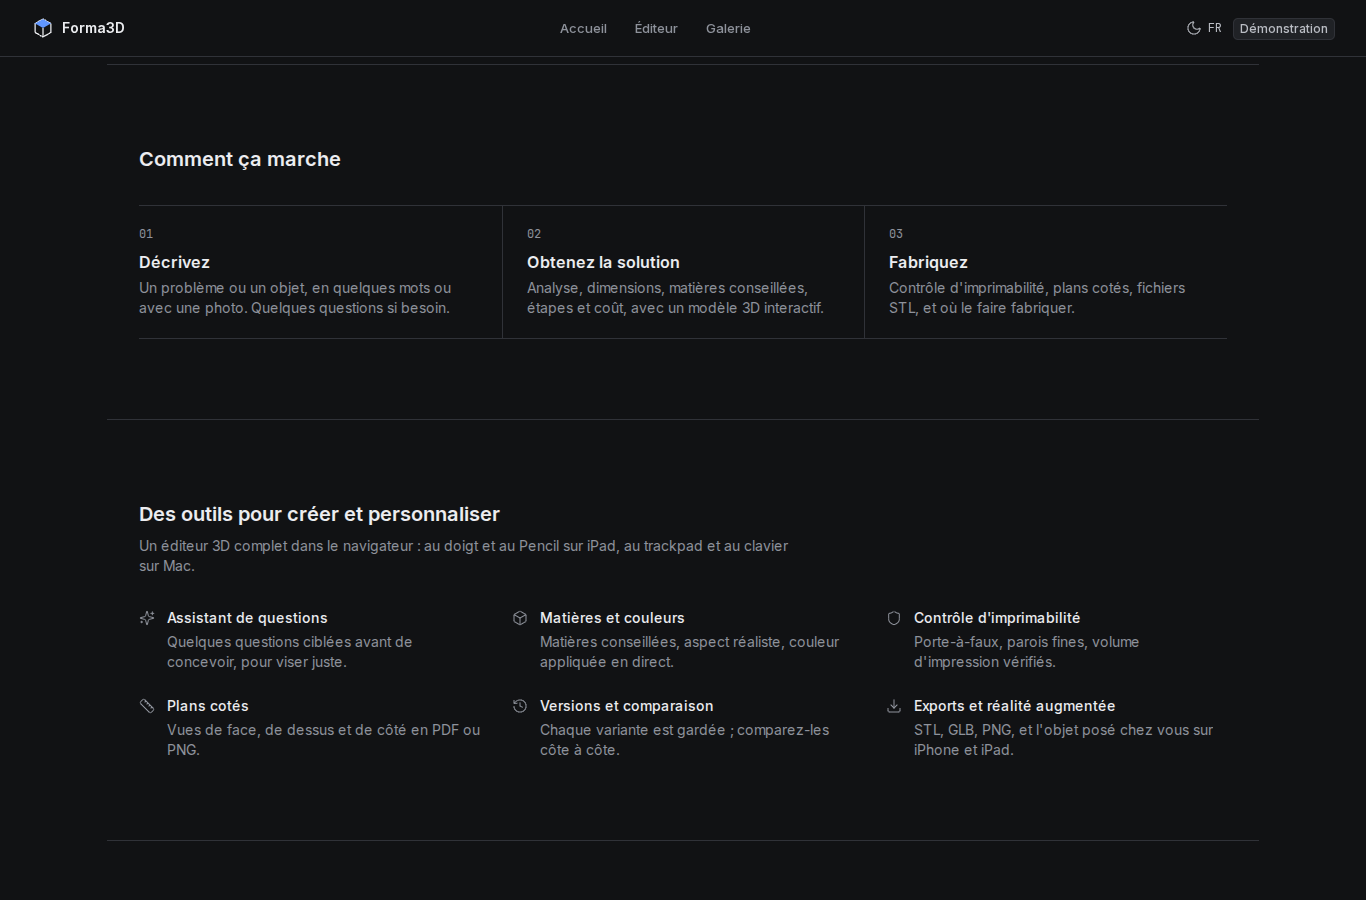 Forma3D
Accueil
Éditeur
Galerie
FR
Démonstration
Comment ça marche
01
Décrivez
Un problème ou un objet, en quelques mots ou
avec une photo. Quelques questions si besoin.
02
Obtenez la solution
Analyse, dimensions, matières conseillées,
étapes et coût, avec un modèle 3D interactif.
03
Fabriquez
Contrôle d'imprimabilité, plans cotés, fichiers
STL, et où le faire fabriquer.
Des outils pour créer et personnaliser
Un éditeur 3D complet dans le navigateur : au doigt et au Pencil sur iPad, au trackpad et au clavier
sur Mac.
Assistant de questions
Quelques questions ciblées avant de
concevoir, pour viser juste.
Matières et couleurs
Matières conseillées, aspect réaliste, couleur
appliquée en direct.
Contrôle d'imprimabilité
Porte-à-faux, parois fines, volume
d'impression vérifiés.
Plans cotés
Vues de face, de dessus et de côté en PDF ou
PNG.
Versions et comparaison
Chaque variante est gardée ; comparez-les
côte à côte.
Exports et réalité augmentée
STL, GLB, PNG, et l'objet posé chez vous sur
iPhone et iPad.